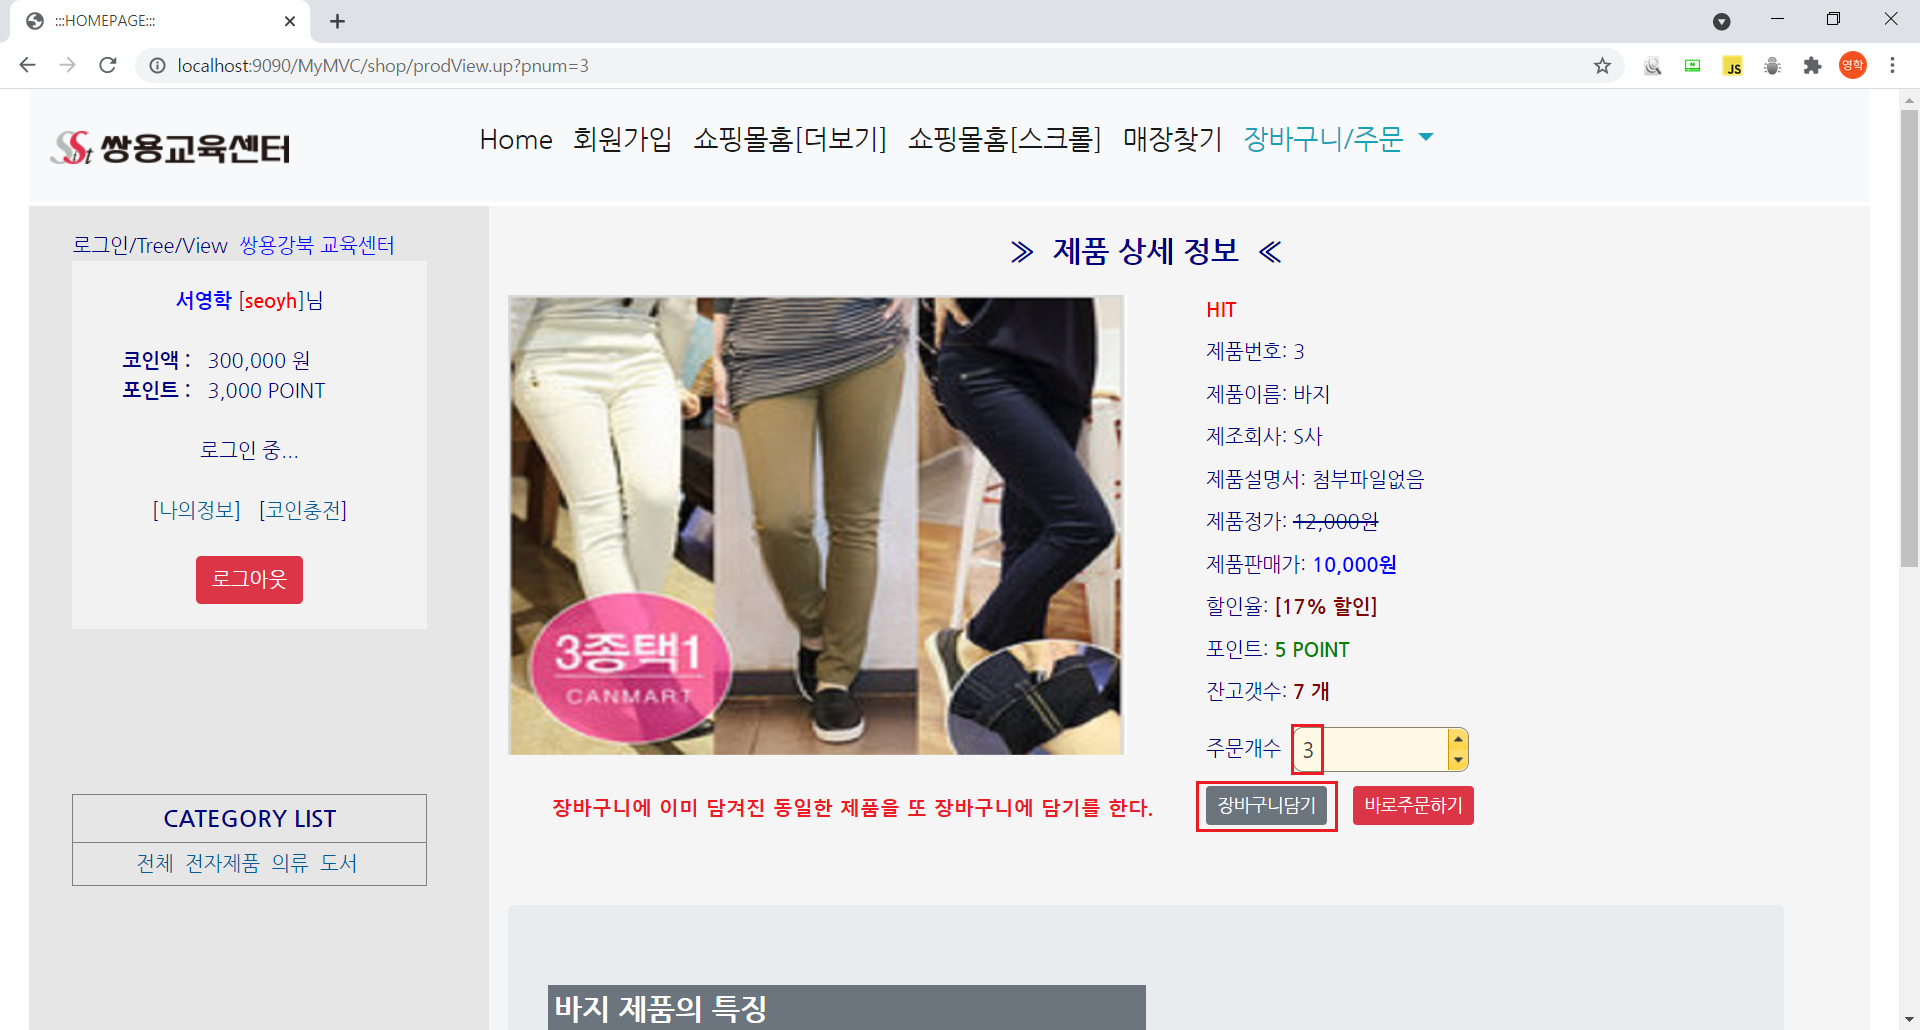 :::HOMEPAGE:::
localhost:9090/MyMVC/shop/prodView.up?pnum=3
JS
영학
SSist 쌍용교육센터
Home 회원가입 쇼핑몰홈[더보기] 쇼핑몰홈[스크롤] 매장찾기 장바구니/주문
로그인/Tree/View 쌍용강북 교육센터
서영학 [seoyh]님
코인액 : 300,000 원
포인트 : 3,000 POINT
로그인 중...
[나의정보] [코인충전]
로그아웃
CATEGORY LIST
전체 전자제품 의류 도서
≫ 제품 상세 정보 ≪
3종택1
CANMART
HIT
제품번호: 3
제품이름: 바지
제조회사: S사
제품설명서: 첨부파일없음
제품정가: 12,000원
제품판매가: 10,000원
할인율: [17% 할인]
포인트: 5 POINT
잔고갯수: 7 개
주문개수 3
장바구니에 이미 담겨진 동일한 제품을 또 장바구니에 담기를 한다.
장바구니담기 바로주문하기
바지 제품의 특징